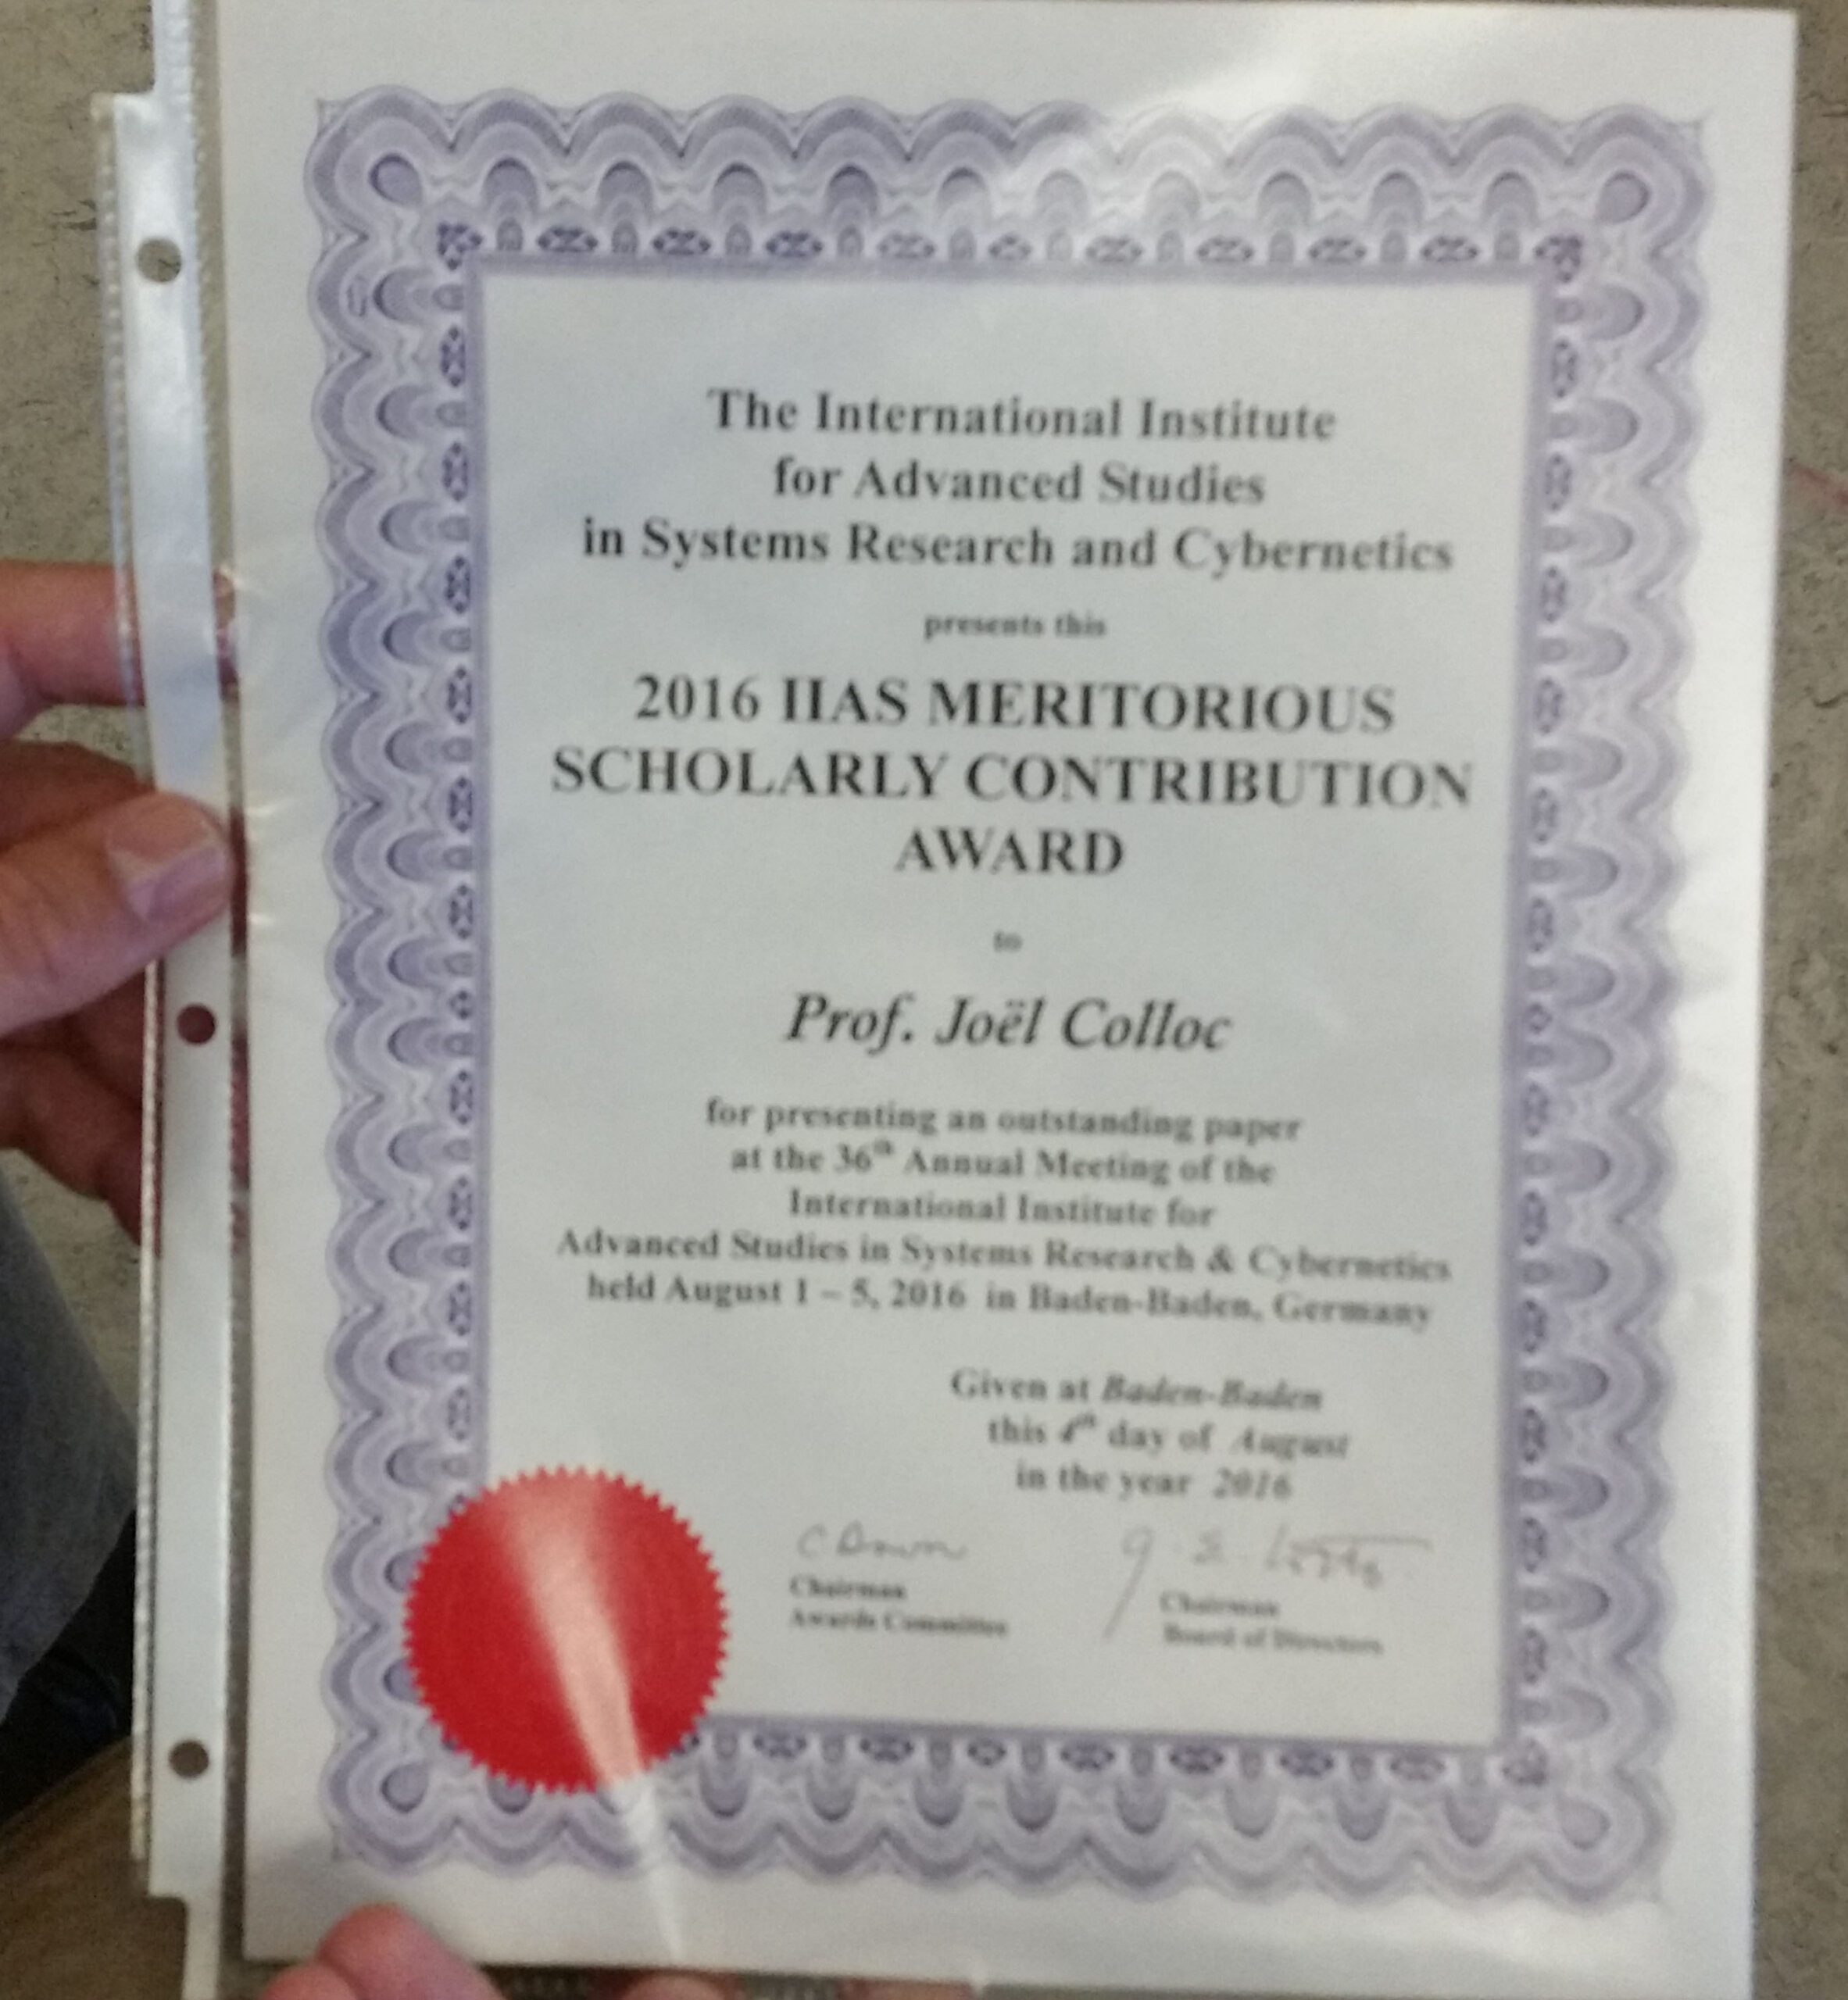 The International Institute
for Advanced Studies
in Systems Research and Cybernetics
presents this
2016 IIAS MERITORIOUS
SCHOLARLY CONTRIBUTION
AWARD
to
Prof. Joël Colloc
for presenting an outstanding paper
at the 36th Annual Meeting of the
International Institute for
Advanced Studies in Systems Research & Cybernetics
held August 1 – 5, 2016 in Baden-Baden, Germany
Given at Baden-Baden
this 4th day of August
in the year 2016
Chairman
Awards Committee
Chairman
Board of Directors